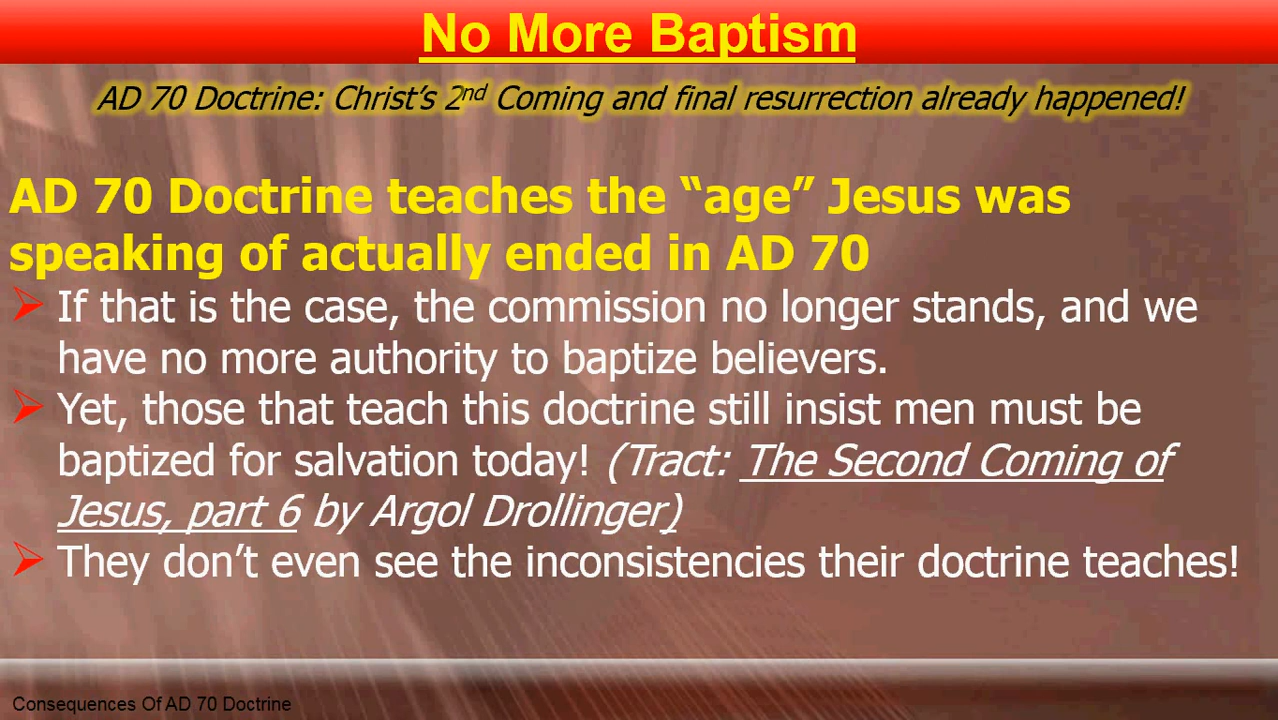 No More Baptism
AD 70 Doctrine: Christ’s 2nd Coming and final resurrection already happened!
AD 70 Doctrine teaches the “age” Jesus was
speaking of actually ended in AD 70
➢ If that is the case, the commission no longer stands, and we
have no more authority to baptize believers.
➢ Yet, those that teach this doctrine still insist men must be
baptized for salvation today! (Tract: The Second Coming of
Jesus, part 6 by Argol Drollinger)
➢ They don’t even see the inconsistencies their doctrine teaches!
Consequences Of AD 70 Doctrine